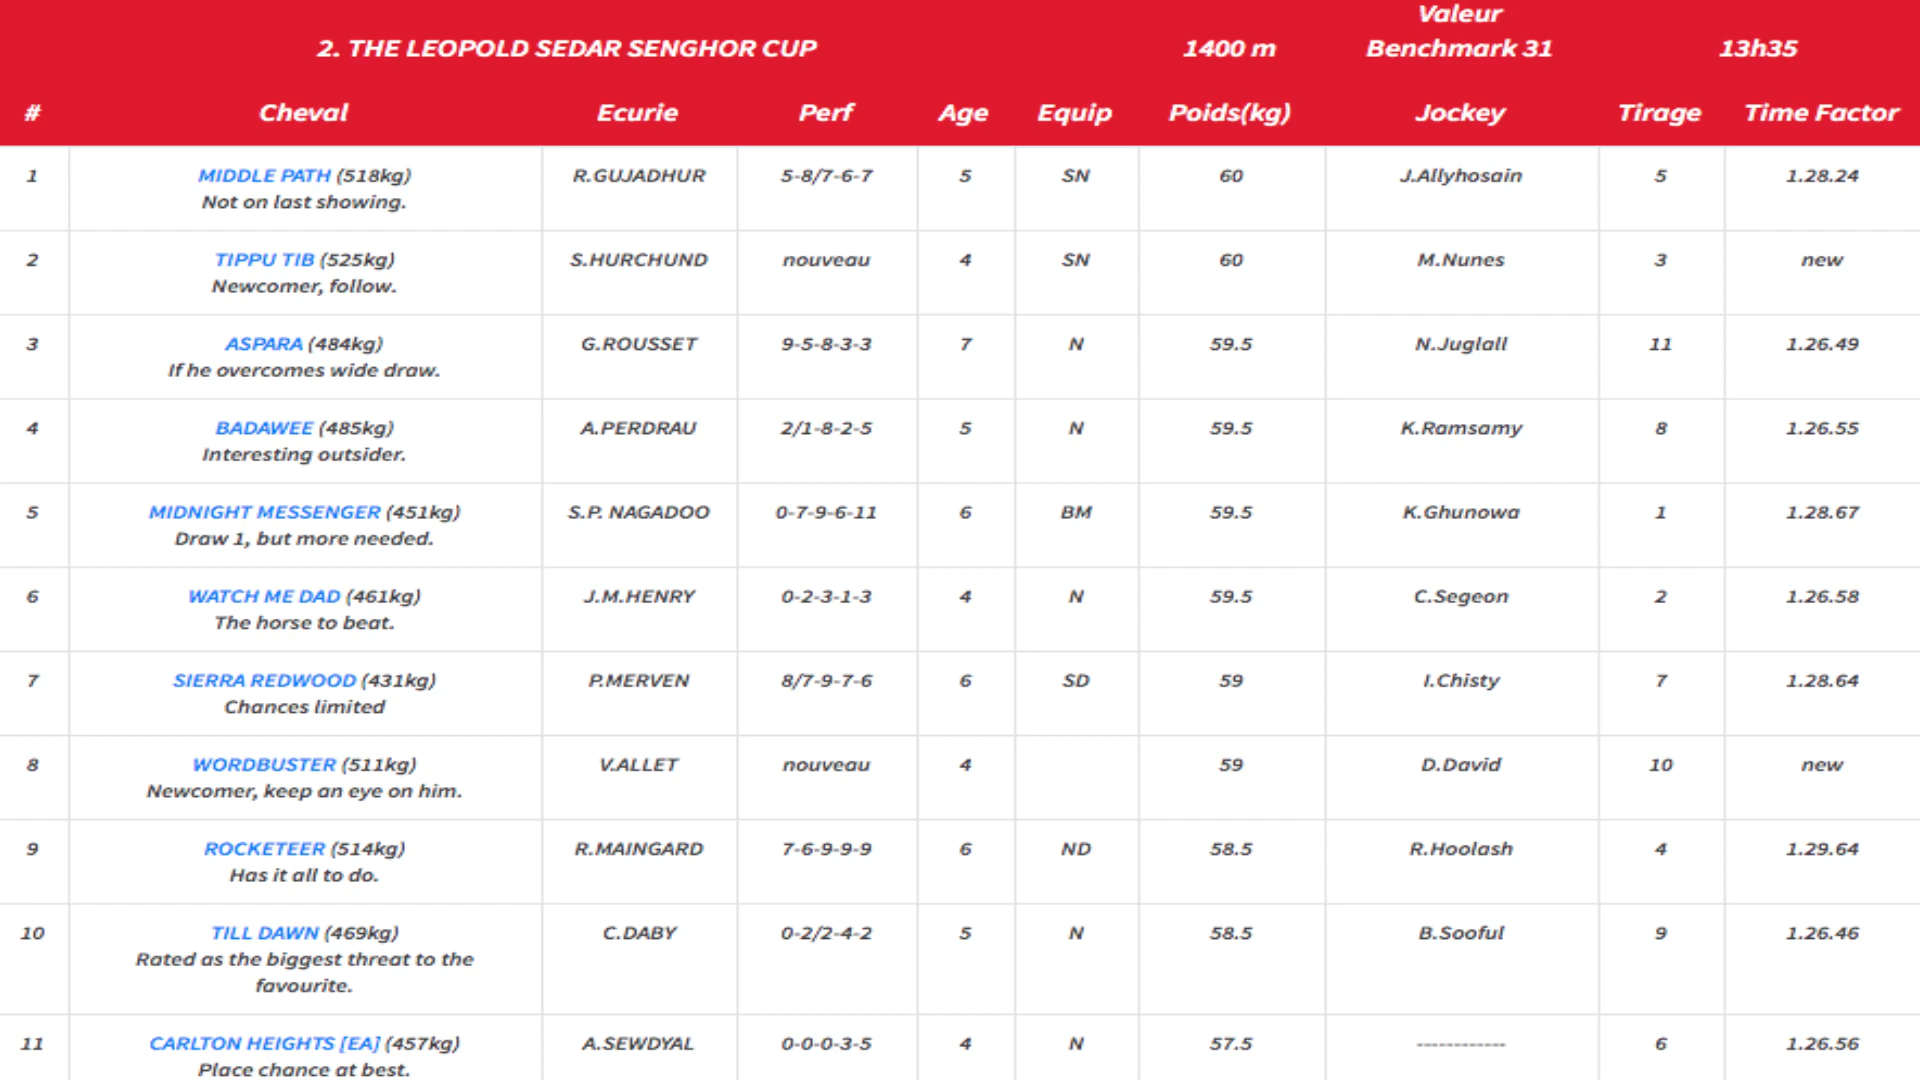 Valeur
2. THE LEOPOLD SEDAR SENGHOR CUP 1400 m Benchmark 31 13h35
# Cheval Ecurie Perf Age Equip Poids(kg) Jockey Tirage Time Factor
1 MIDDLE PATH (518kg) R.GUJADHUR 5-8/7-6-7 5 SN 60 J.Allyhosain 5 1.28.24
Not on last showing.
2 TIPPU TIB (525kg) S.HURCHUND nouveau 4 SN 60 M.Nunes 3 new
Newcomer, follow.
3 ASPARA (484kg) G.ROUSSET 9-5-8-3-3 7 N 59.5 N.Juglall 11 1.26.49
If he overcomes wide draw.
4 BADAWEE (485kg) A.PERDRAU 2/1-8-2-5 5 N 59.5 K.Ramsamy 8 1.26.55
Interesting outsider.
5 MIDNIGHT MESSENGER (451kg) S.P. NAGADOO 0-7-9-6-11 6 BM 59.5 K.Ghunowa 1 1.28.67
Draw 1, but more needed.
6 WATCH ME DAD (461kg) J.M.HENRY 0-2-3-1-3 4 N 59.5 C.Segeon 2 1.26.58
The horse to beat.
7 SIERRA REDWOOD (431kg) P.MERVEN 8/7-9-7-6 6 SD 59 I.Chisty 7 1.28.64
Chances limited
8 WORDBUSTER (511kg) V.ALLET nouveau 4 59 D.David 10 new
Newcomer, keep an eye on him.
9 ROCKETEER (514kg) R.MAINGARD 7-6-9-9-9 6 ND 58.5 R.Hoolash 4 1.29.64
Has it all to do.
10 TILL DAWN (469kg) C.DABY 0-2/2-4-2 5 N 58.5 B.Sooful 9 1.26.46
Rated as the biggest threat to the
favourite.
11 CARLTON HEIGHTS [EA] (457kg) A.SEWDYAL 0-0-0-3-5 4 N 57.5 ------------ 6 1.26.56
Place chance at best.